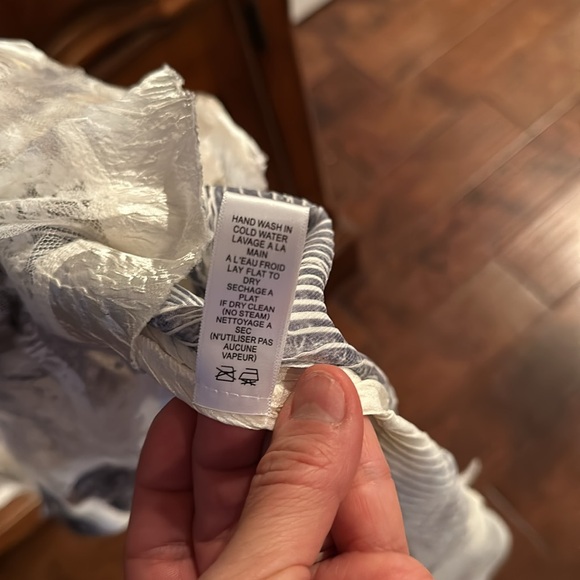 HAND WASH IN
COLD WATER
LAVAGE A LA
MAIN
A L'EAU FROID
LAY FLAT TO
DRY
SECHAGE A
PLAT
IF DRY CLEAN
(NO STEAM)
NETTOYAGE A
SEC
(N'UTILISER PAS
AUCUNE
VAPEUR)